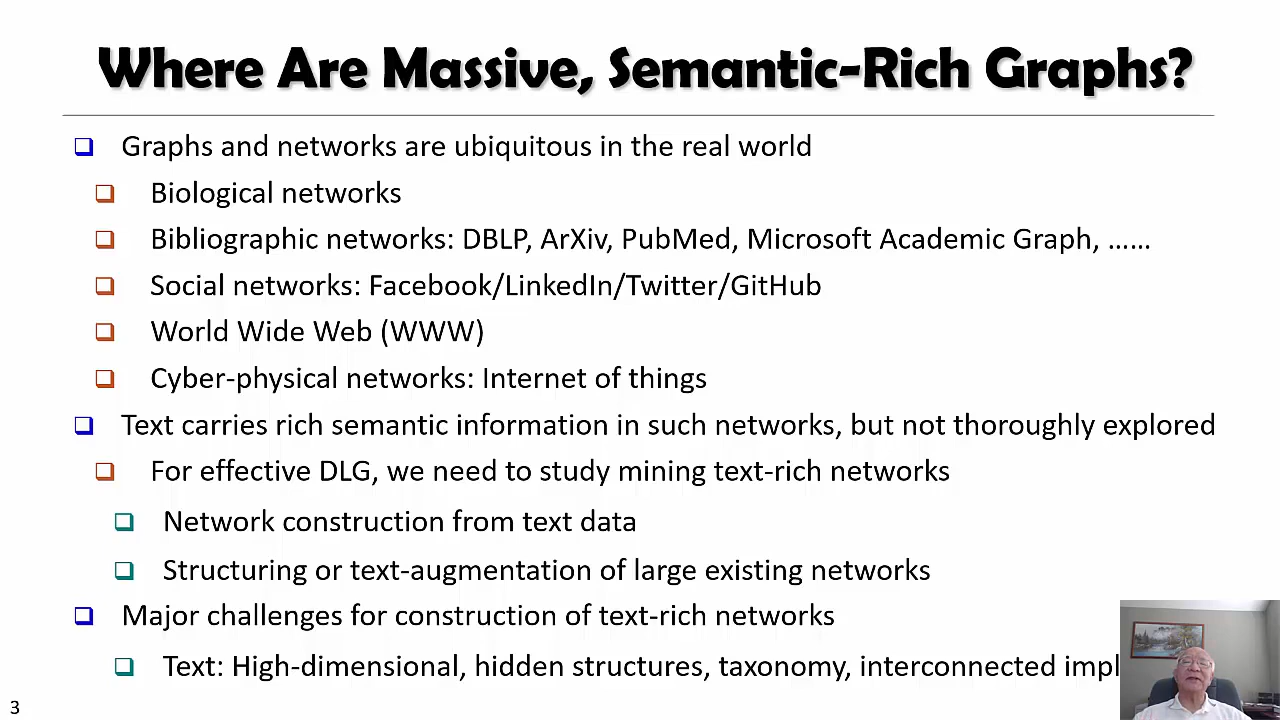 Where Are Massive, Semantic-Rich Graphs?
Graphs and networks are ubiquitous in the real world
Biological networks
Bibliographic networks: DBLP, ArXiv, PubMed, Microsoft Academic Graph, ......
Social networks: Facebook/LinkedIn/Twitter/GitHub
World Wide Web (WWW)
Cyber-physical networks: Internet of things
Text carries rich semantic information in such networks, but not thoroughly explored
For effective DLG, we need to study mining text-rich networks
Network construction from text data
Structuring or text-augmentation of large existing networks
Major challenges for construction of text-rich networks
Text: High-dimensional, hidden structures, taxonomy, interconnected
3